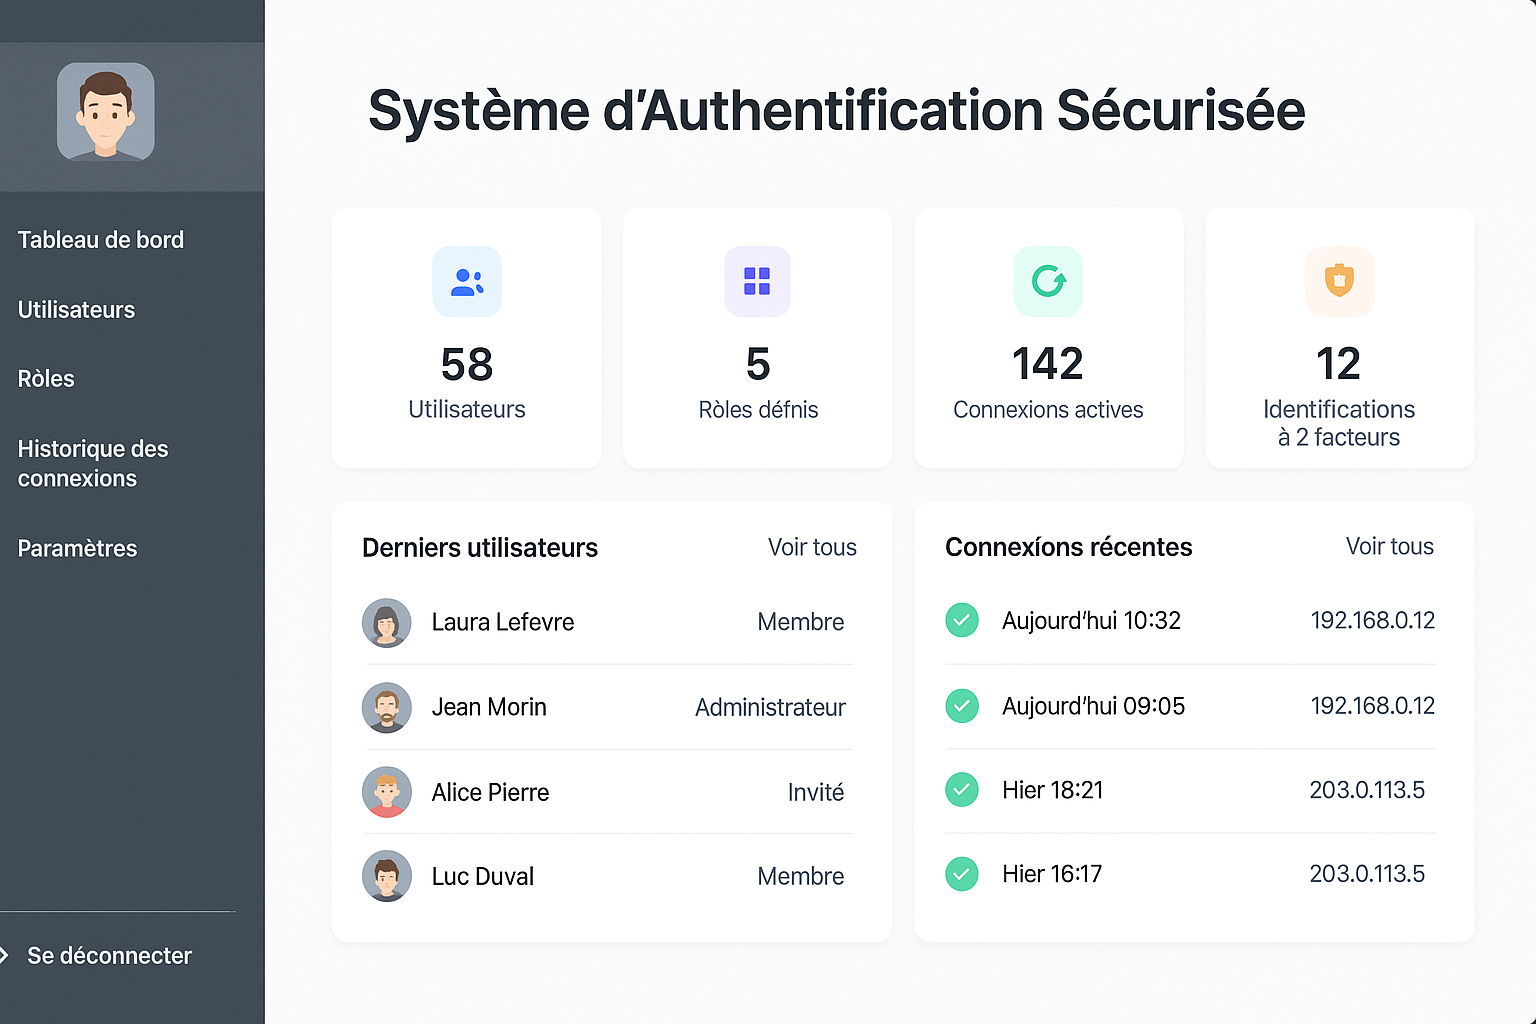 Système d'Authentification Sécurisée
Tableau de bord
Utilisateurs
Ròles
Historique des
connexions
Paramètres
Se déconnecter
58
Utilisateurs
5
Ròles défnis
142
Connexions actives
12
Identifications
à 2 facteurs
Derniers utilisateurs
Voir tous
Laura Lefevre
Membre
Jean Morin
Administrateur
Alice Pierre
Invité
Luc Duval
Membre
Connexíons récentes
Voir tous
Aujourd'hui 10:32
192.168.0.12
Aujourd'hui 09:05
192.168.0.12
Hier 18:21
203.0.113.5
Hier 16:17
203.0.113.5